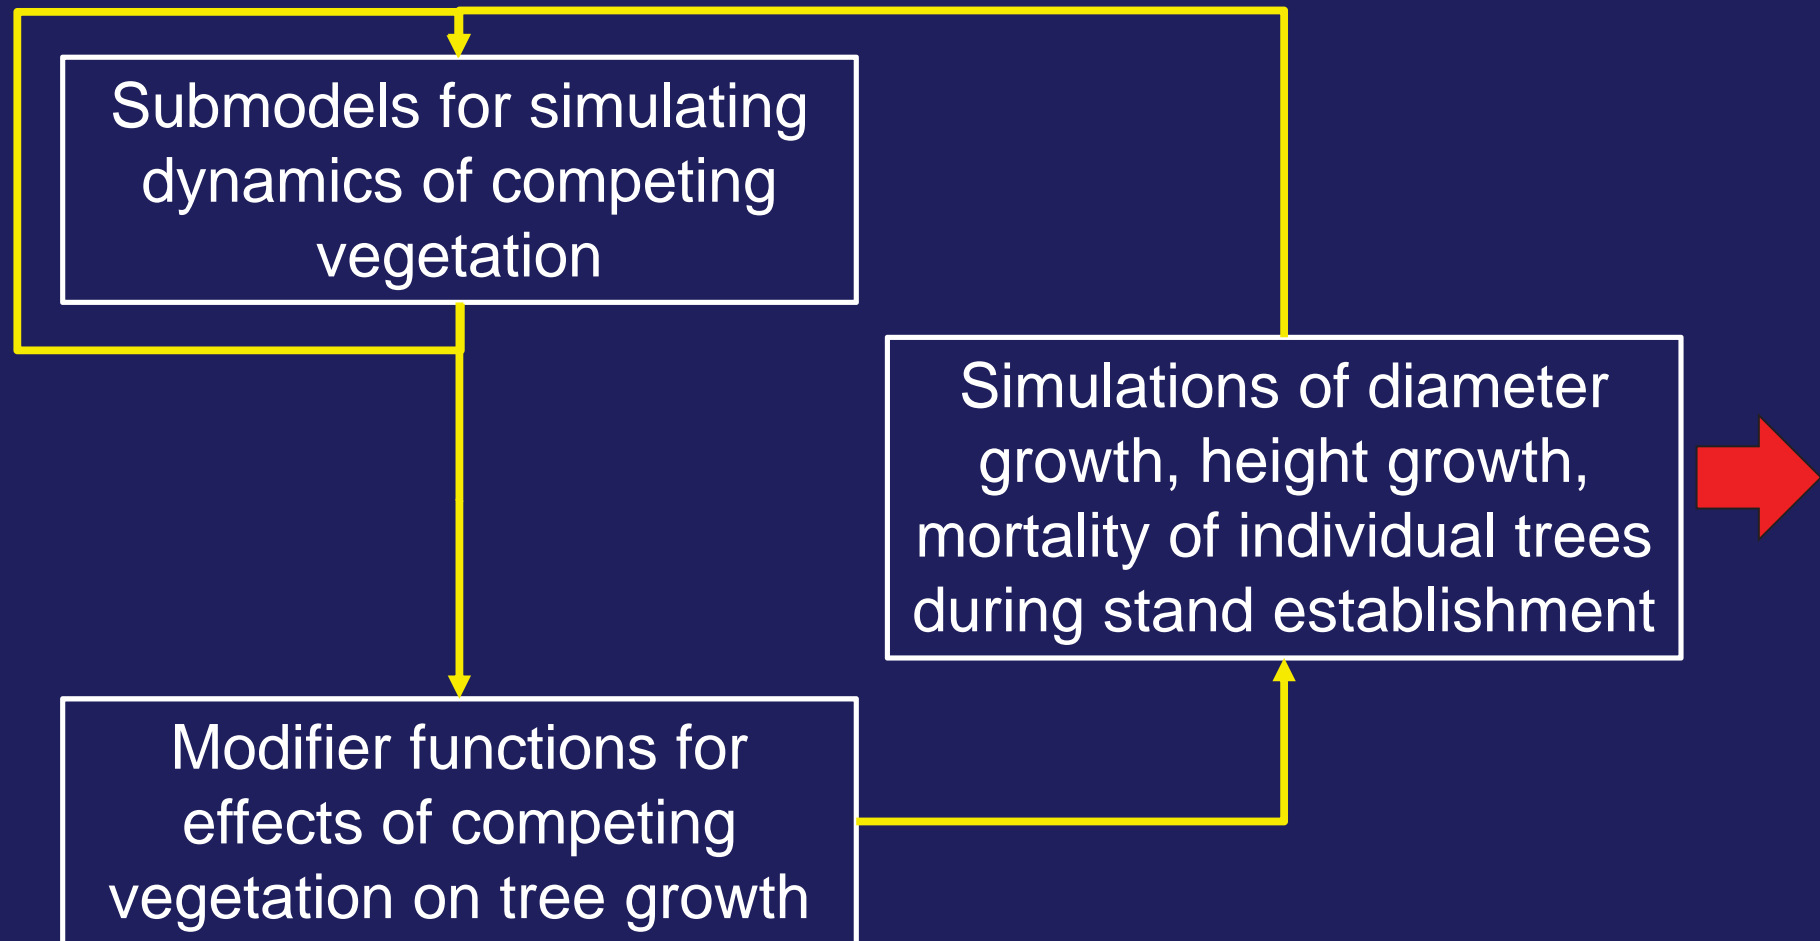 Submodels for simulating
dynamics of competing
vegetation
Simulations of diameter
growth, height growth,
mortality of individual trees
during stand establishment
Modifier functions for
effects of competing
vegetation on tree growth